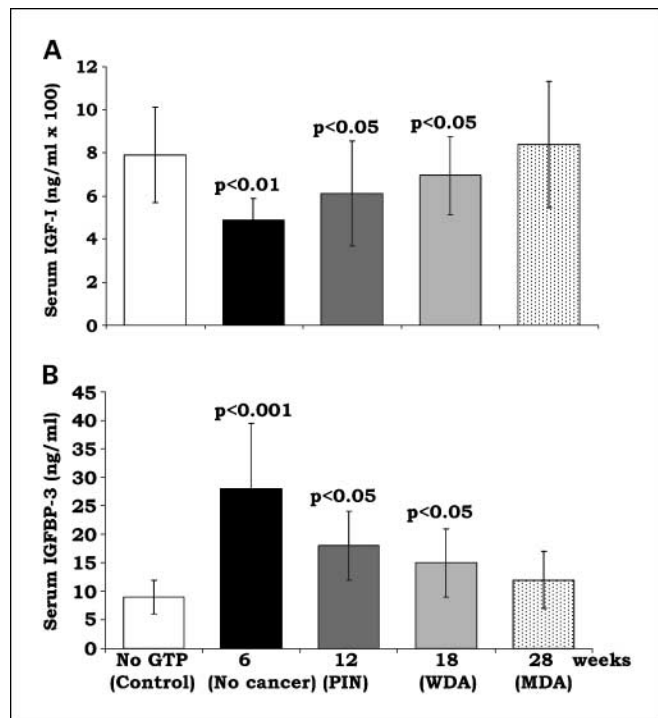 A
Serum IGF-I (ng/ml x 100)
12
10
8
6
4
2
0
p<0.01
p<0.05
p<0.05
B
Serum IGFBP-3 (ng/ml)
45
40
35
30
25
20
15
10
5
0
p<0.001
p<0.05
p<0.05
No GTP 6 12 18 28 weeks
(Control) (No cancer) (PIN) (WDA) (MDA)